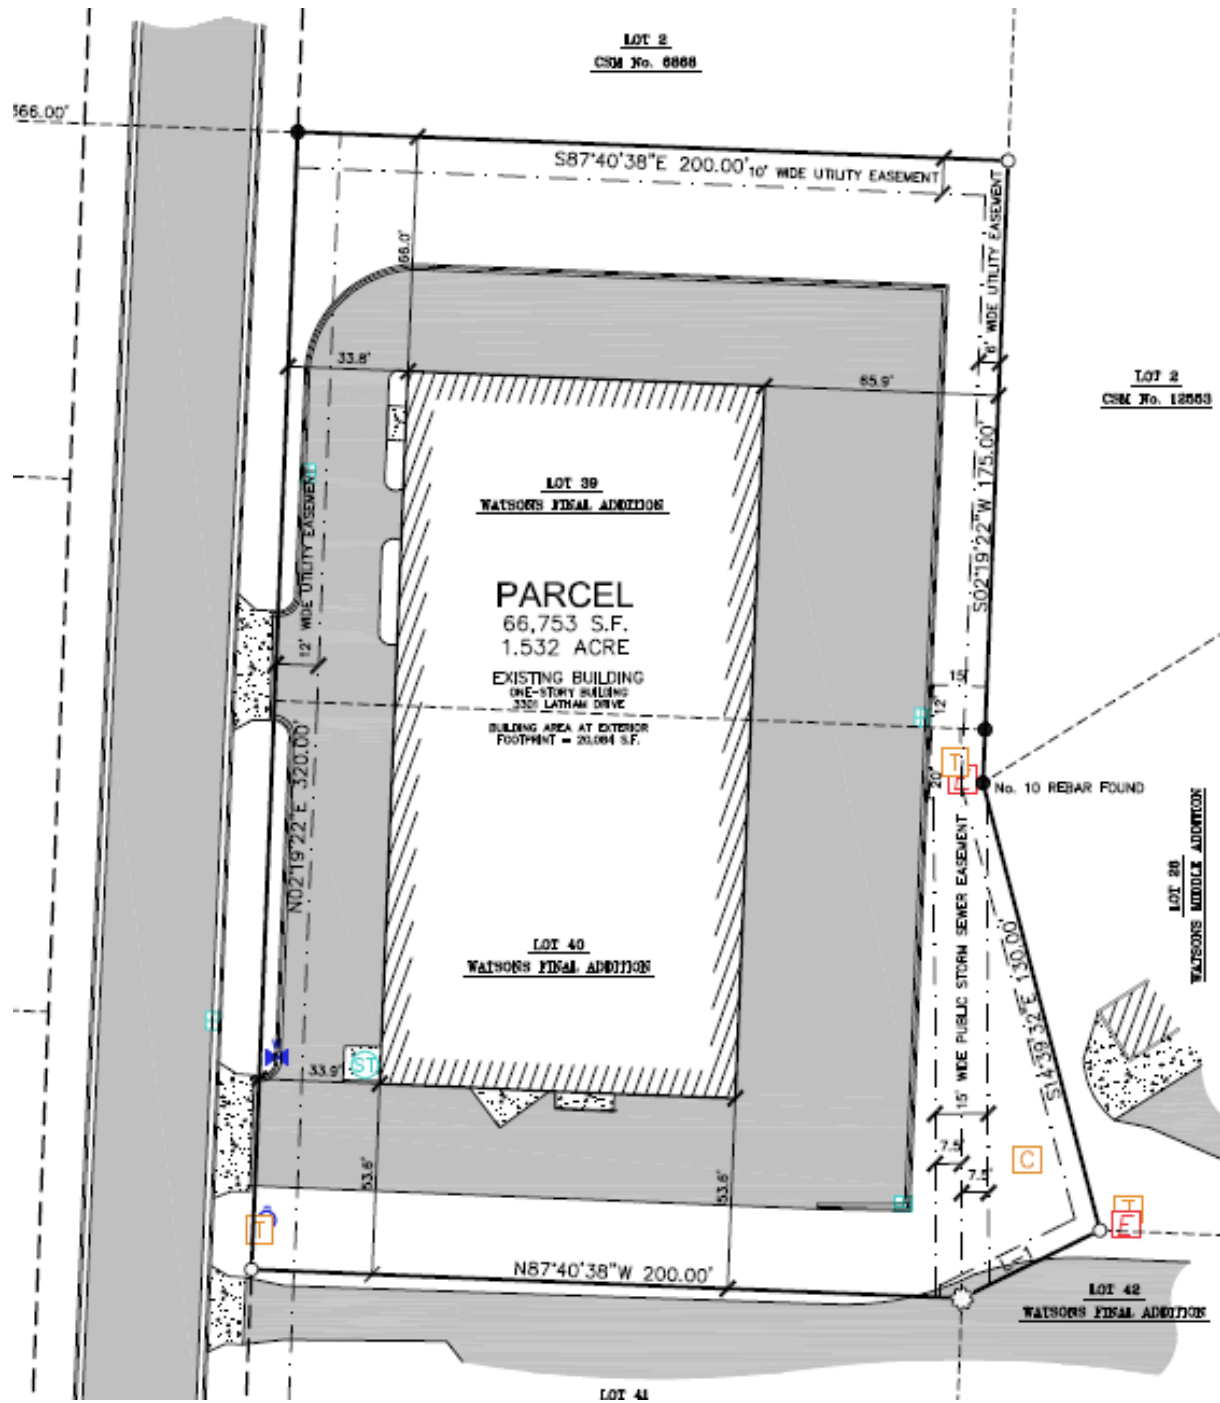 LOT 2
CSM No. 6868
366.00'
S87°40'38"E 200.00'
10' WIDE UTILITY EASEMENT
6' WIDE UTILITY EASEMENT
66.0'
33.8'
65.9'
LOT 2
CSM No. 12553
S02°19'22"W 175.00'
LOT 39
WATSONS FINAL ADDITION
12' WIDE UTILITY EASEMENT
PARCEL
66,753 S.F.
1.532 ACRE
EXISTING BUILDING
ONE-STORY BUILDING
3301 LATHAM DRIVE
BUILDING AREA AT EXTERIOR
FOOTPRINT = 20,084 S.F.
15'
12'
20'
T
E
No. 10 REBAR FOUND
N02°19'22"E 320.00'
15' WIDE PUBLIC STORM SEWER EASEMENT
LOT 28
WATSONS MIDDLE ADDITION
LOT 40
WATSONS FINAL ADDITION
S14°39'32"E 130.00'
ST
33.9'
7.5'
7.5'
C
53.6'
53.6'
T
T
E
N87°40'38"W 200.00'
LOT 42
WATSONS FINAL ADDITION
LOT 41